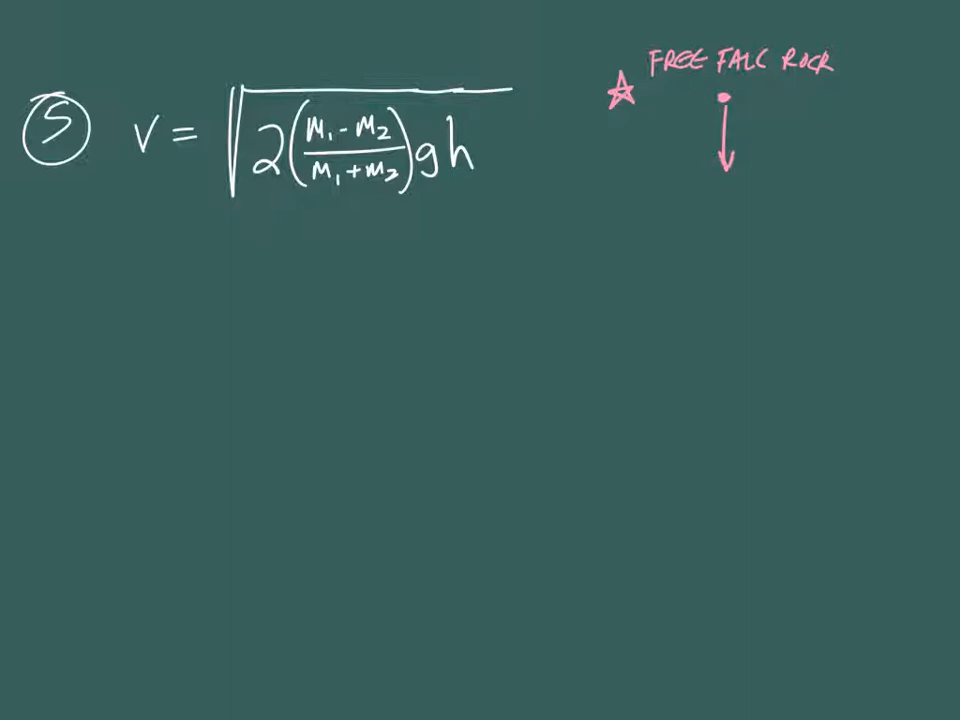 FREE FALL ROCK
5 V = √2(M₁ - M₂ / M₁ + M₂)gh